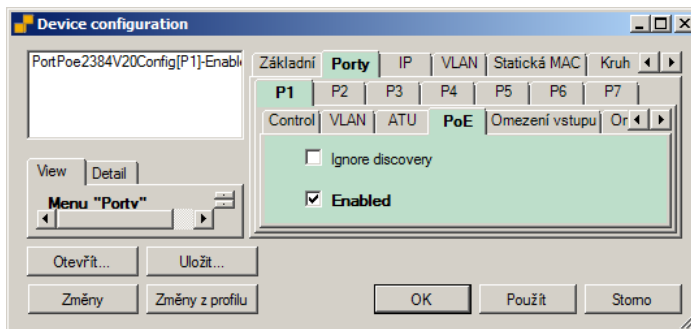 Device configuration
PortPoe2384V20Config[P1]-Enabl
Základní Porty IP VLAN Statická MAC Kruh
P1 P2 P3 P4 P5 P6 P7
Control VLAN ATU PoE Omezení vstupu Or
Ignore discovery
Enabled
View Detail
Menu "Porty"
Otevřít... Uložit...
Změny Změny z profilu OK Použít Storno